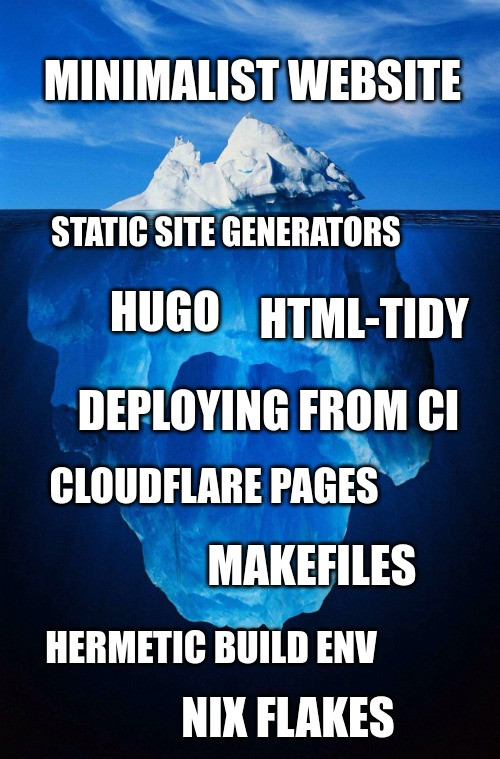 MINIMALIST WEBSITE
STATIC SITE GENERATORS
HUGO HTML-TIDY
DEPLOYING FROM CI
CLOUDFLARE PAGES
MAKEFILES
HERMETIC BUILD ENV
NIX FLAKES